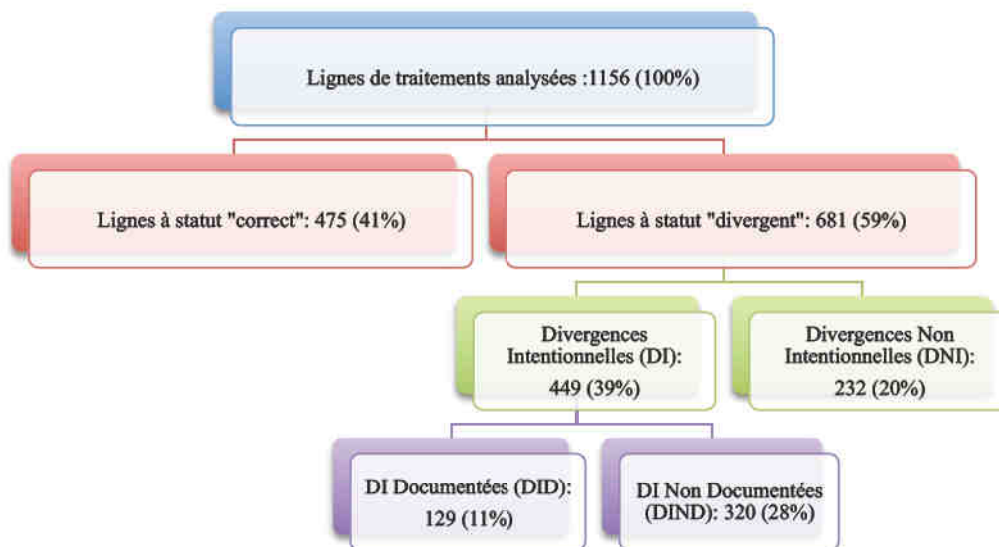 Lignes de traitements analysées :1156 (100%)
Lignes à statut "correct": 475 (41%)
Lignes à statut "divergent": 681 (59%)
Divergences
Intentionnelles (DI):
449 (39%)
Divergences Non
Intentionnelles (DNI):
232 (20%)
DI Documentées (DID):
129 (11%)
DI Non Documentées
(DIND): 320 (28%)